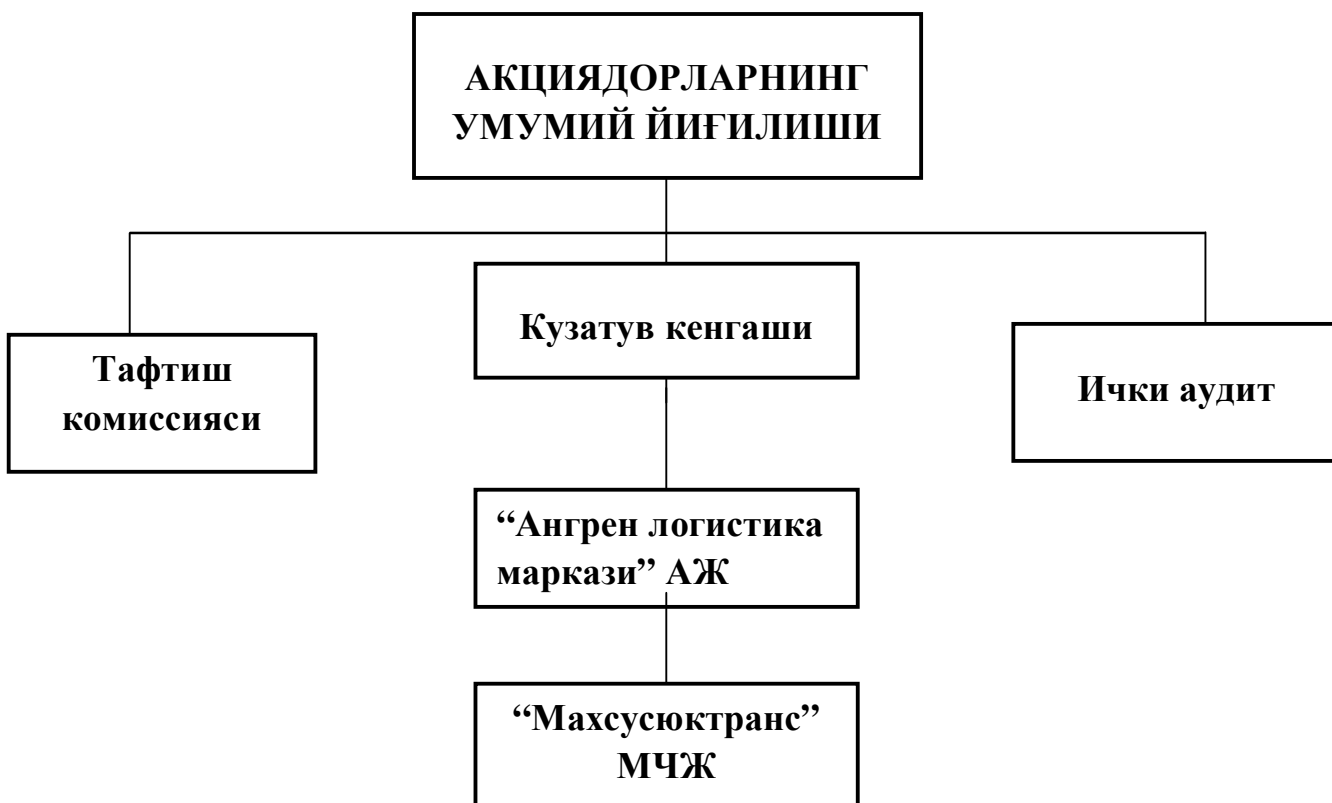 АКЦИЯДОРЛАРНИНГ
УМУМИЙ ЙИҒИЛИШИ
Кузатув кенгаши
Тафтиш
комиссияси
Ички аудит
“Ангрен логистика
маркази” АЖ
“Махсусюктранс”
МЧЖ